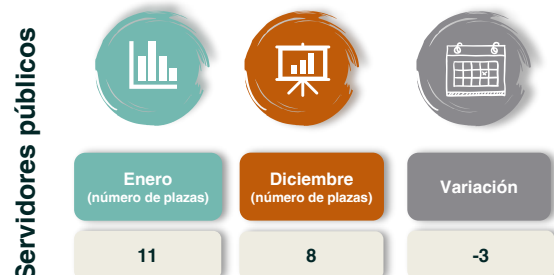 Servidores públicos
Enero
(número de plazas)
Diciembre
(número de plazas)
Variación
11
8
-3